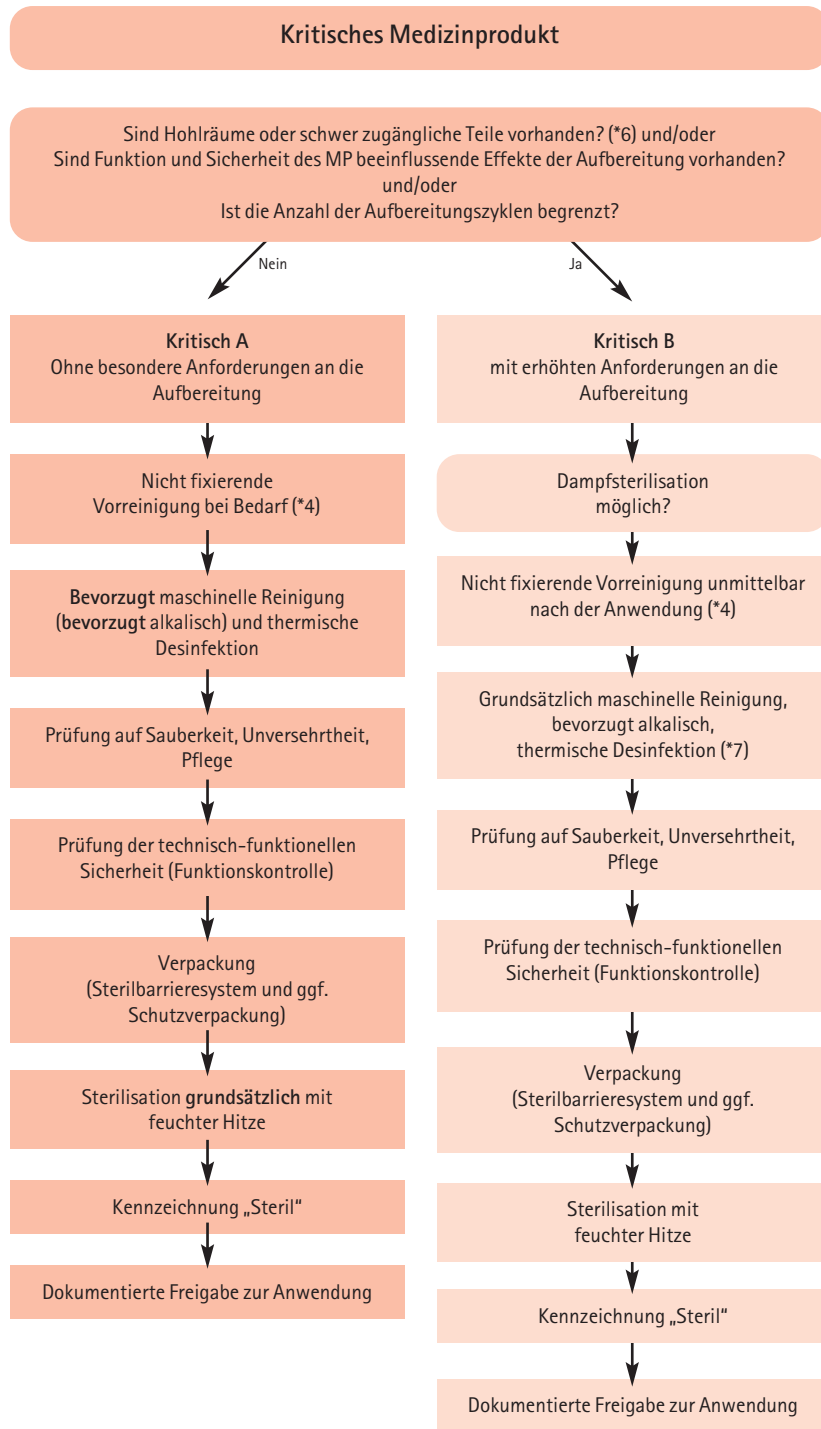 Kritisches Medizinprodukt
Sind Hohlräume oder schwer zugängliche Teile vorhanden? (*6) und/oder
Sind Funktion und Sicherheit des MP beeinflussende Effekte der Aufbereitung vorhanden?
und/oder
Ist die Anzahl der Aufbereitungszyklen begrenzt?
Nein
Ja
Kritisch A
Ohne besondere Anforderungen an die
Aufbereitung
Nicht fixierende
Vorreinigung bei Bedarf (*4)
Bevorzugt maschinelle Reinigung
(bevorzugt alkalisch) und thermische
Desinfektion
Prüfung auf Sauberkeit, Unversehrtheit,
Pflege
Prüfung der technisch-funktionellen
Sicherheit (Funktionskontrolle)
Verpackung
(Sterilbarrieresystem und ggf.
Schutzverpackung)
Sterilisation grundsätzlich mit
feuchter Hitze
Kennzeichnung „Steril"
Dokumentierte Freigabe zur Anwendung
Kritisch B
mit erhöhten Anforderungen an die
Aufbereitung
Dampfsterilisation
möglich?
Nicht fixierende Vorreinigung unmittelbar
nach der Anwendung (*4)
Grundsätzlich maschinelle Reinigung,
bevorzugt alkalisch,
thermische Desinfektion (*7)
Prüfung auf Sauberkeit, Unversehrtheit,
Pflege
Prüfung der technisch-funktionellen
Sicherheit (Funktionskontrolle)
Verpackung
(Sterilbarrieresystem und ggf.
Schutzverpackung)
Sterilisation mit
feuchter Hitze
Kennzeichnung „Steril"
Dokumentierte Freigabe zur Anwendung